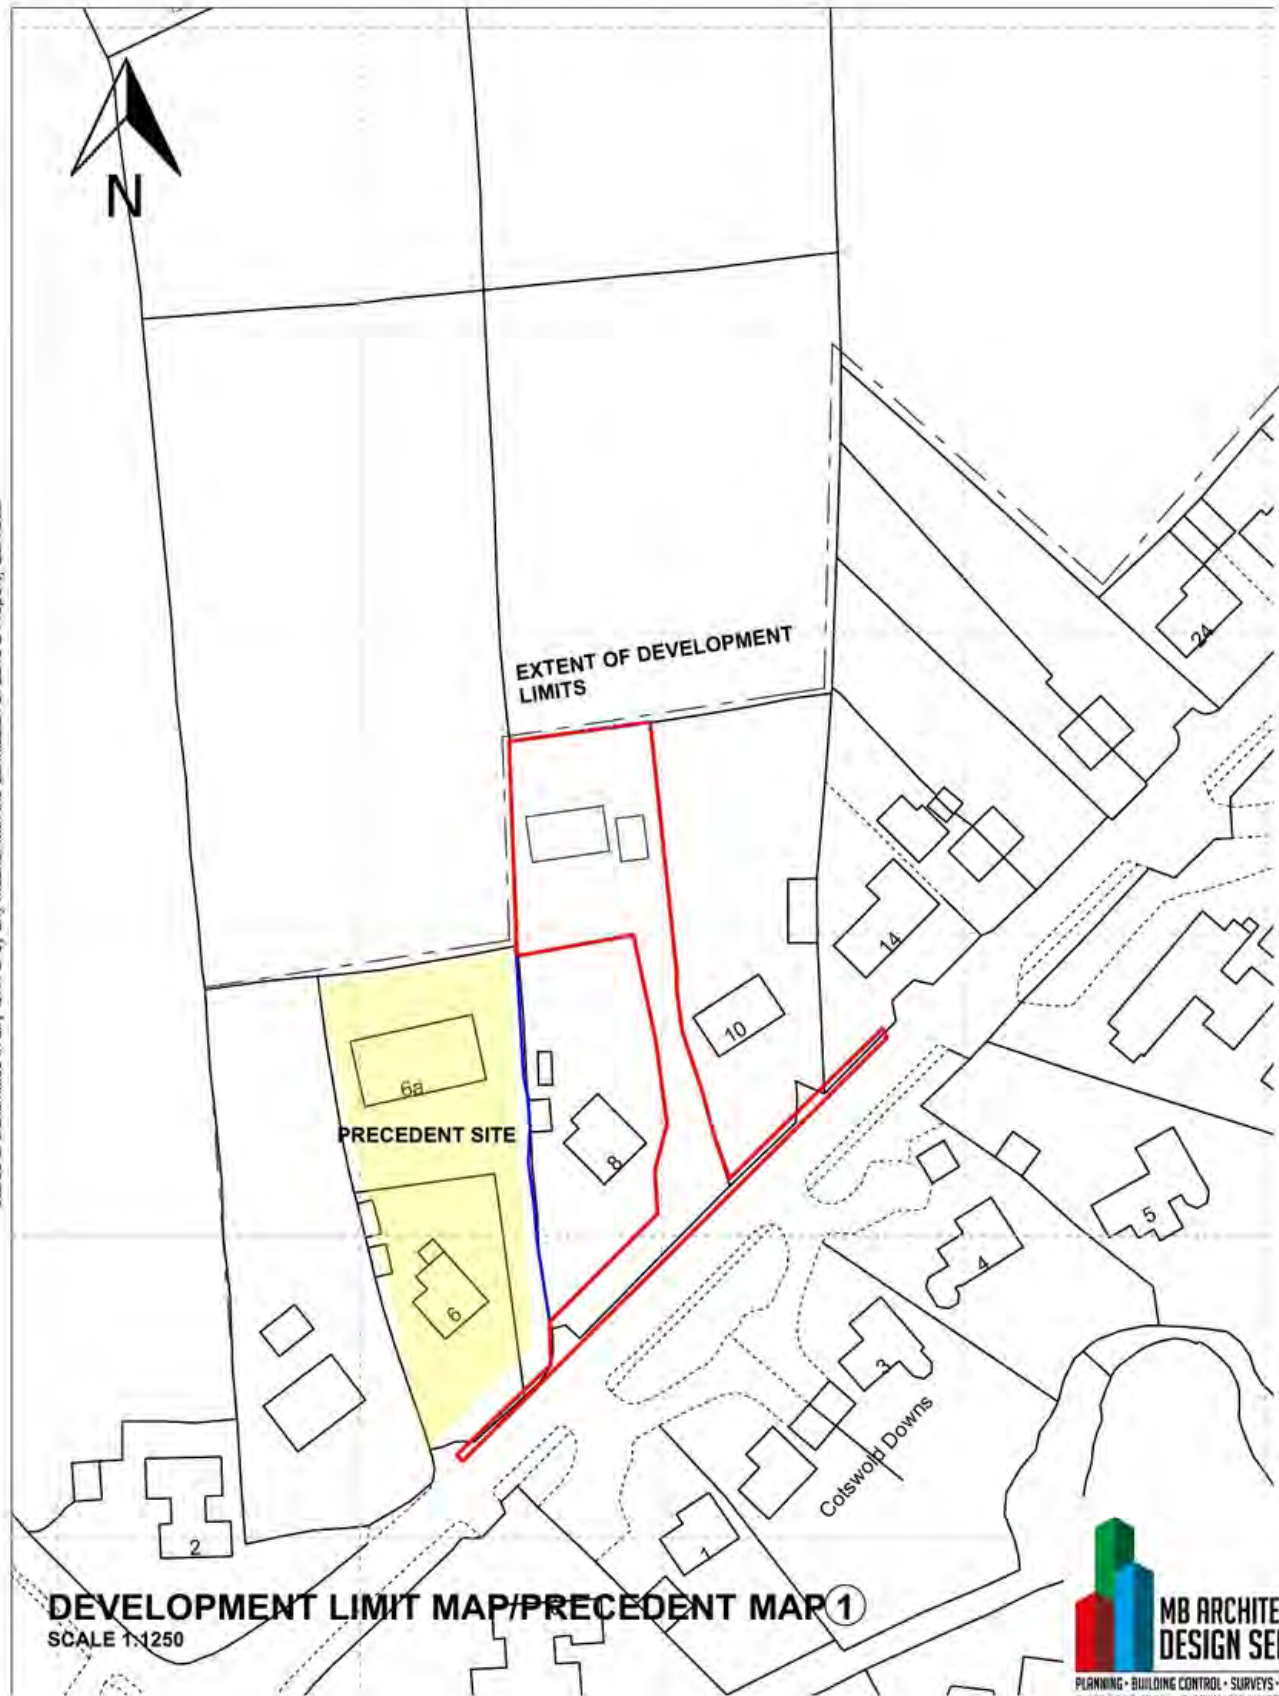 N
EXTENT OF DEVELOPMENT
LIMITS
24
14
10
6a
PRECEDENT SITE
8
6
5
4
3
Cotswold Downs
1
2
DEVELOPMENT LIMIT MAP/PRECEDENT MAP 1
SCALE 1:1250
MB ARCHITE
DESIGN SE
PLANNING • BUILDING CONTROL • SURVEYS •